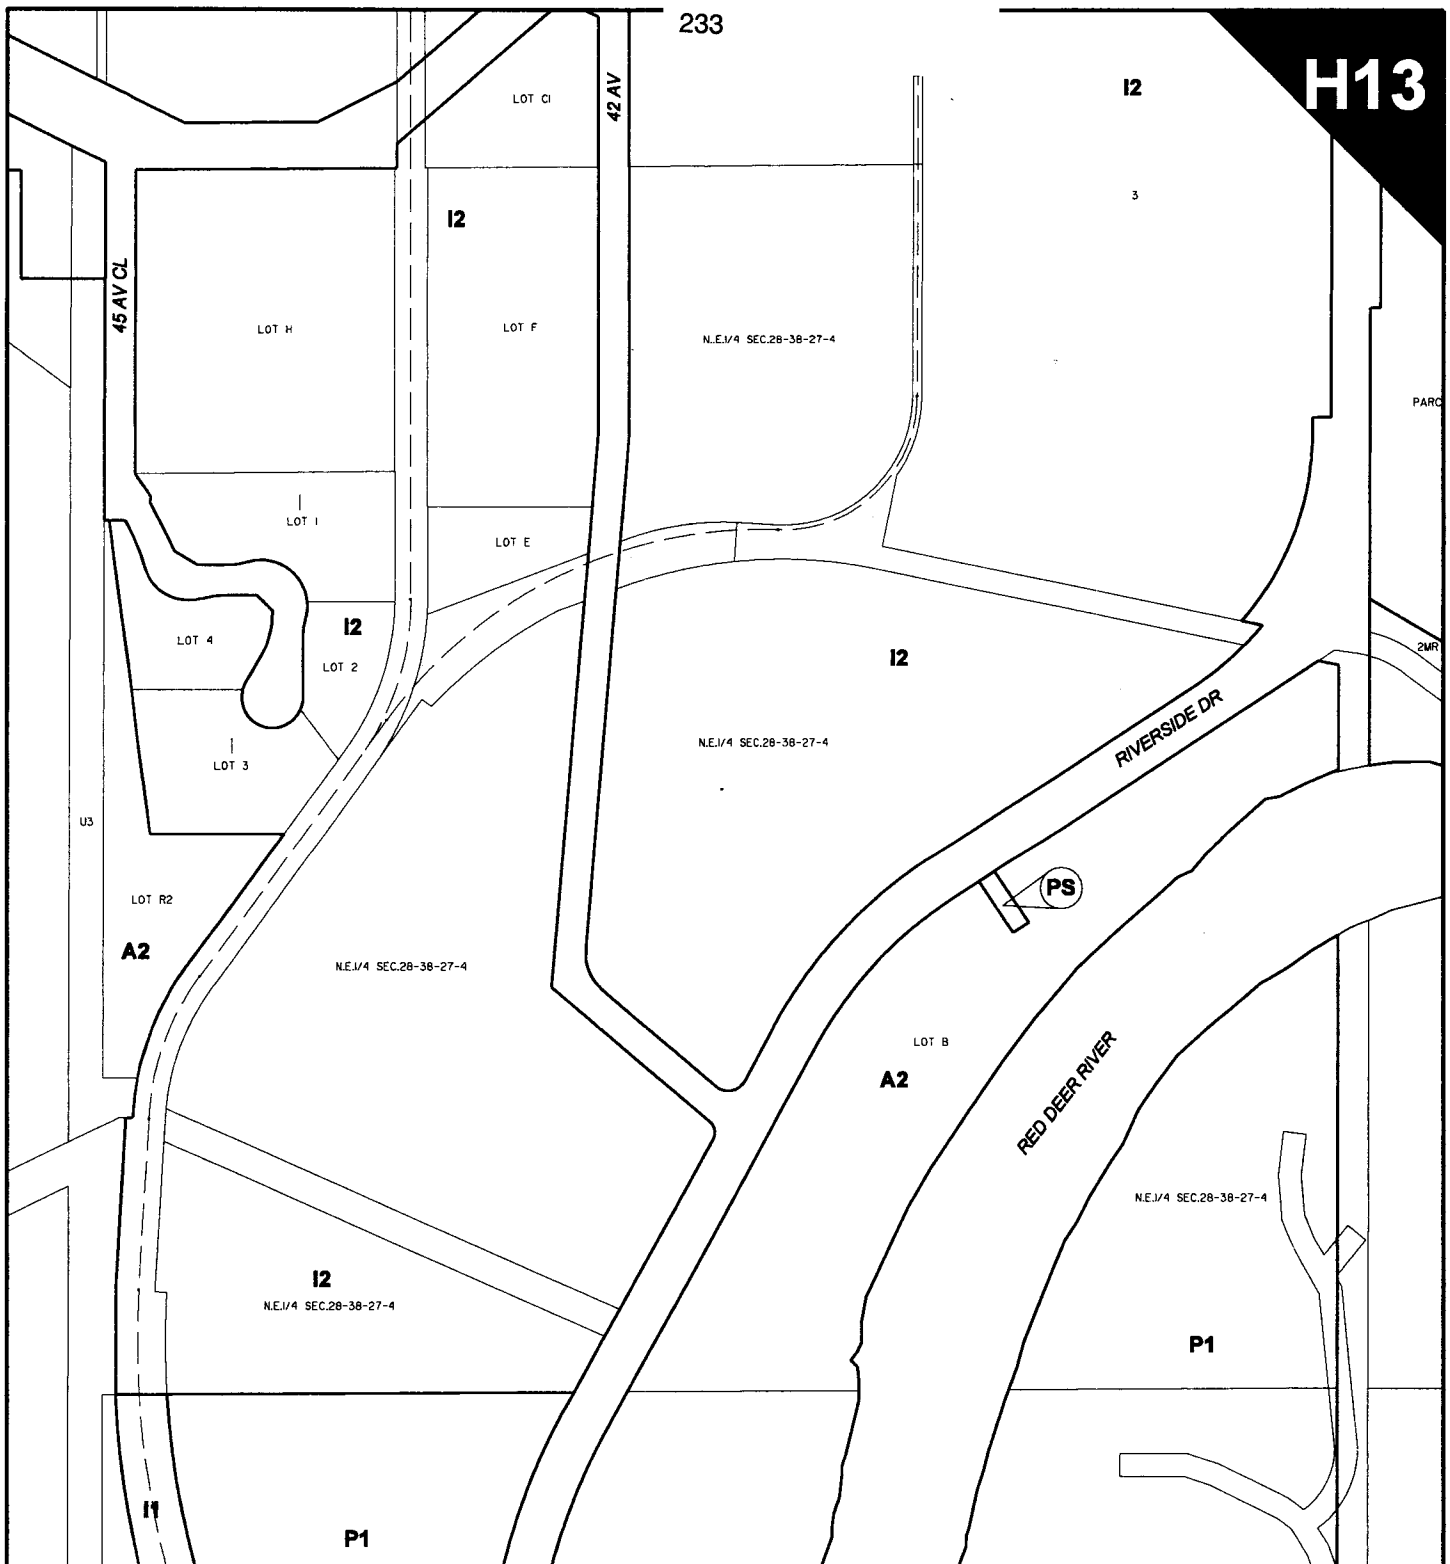 233
H13
I2
LOT C1
42 AV
3
I2
45 AV CL
LOT H
LOT F
N.E.1/4 SEC.28-38-27-4
PARC
LOT 1
LOT E
I2
LOT 4
LOT 2
I2
2MR
RIVERSIDE DR
N.E.1/4 SEC.28-38-27-4
LOT 3
U3
PS
LOT R2
A2
N.E.1/4 SEC.28-38-27-4
LOT B
A2
RED DEER RIVER
N.E.1/4 SEC.28-38-27-4
I2
N.E.1/4 SEC.28-38-27-4
P1
I1
P1